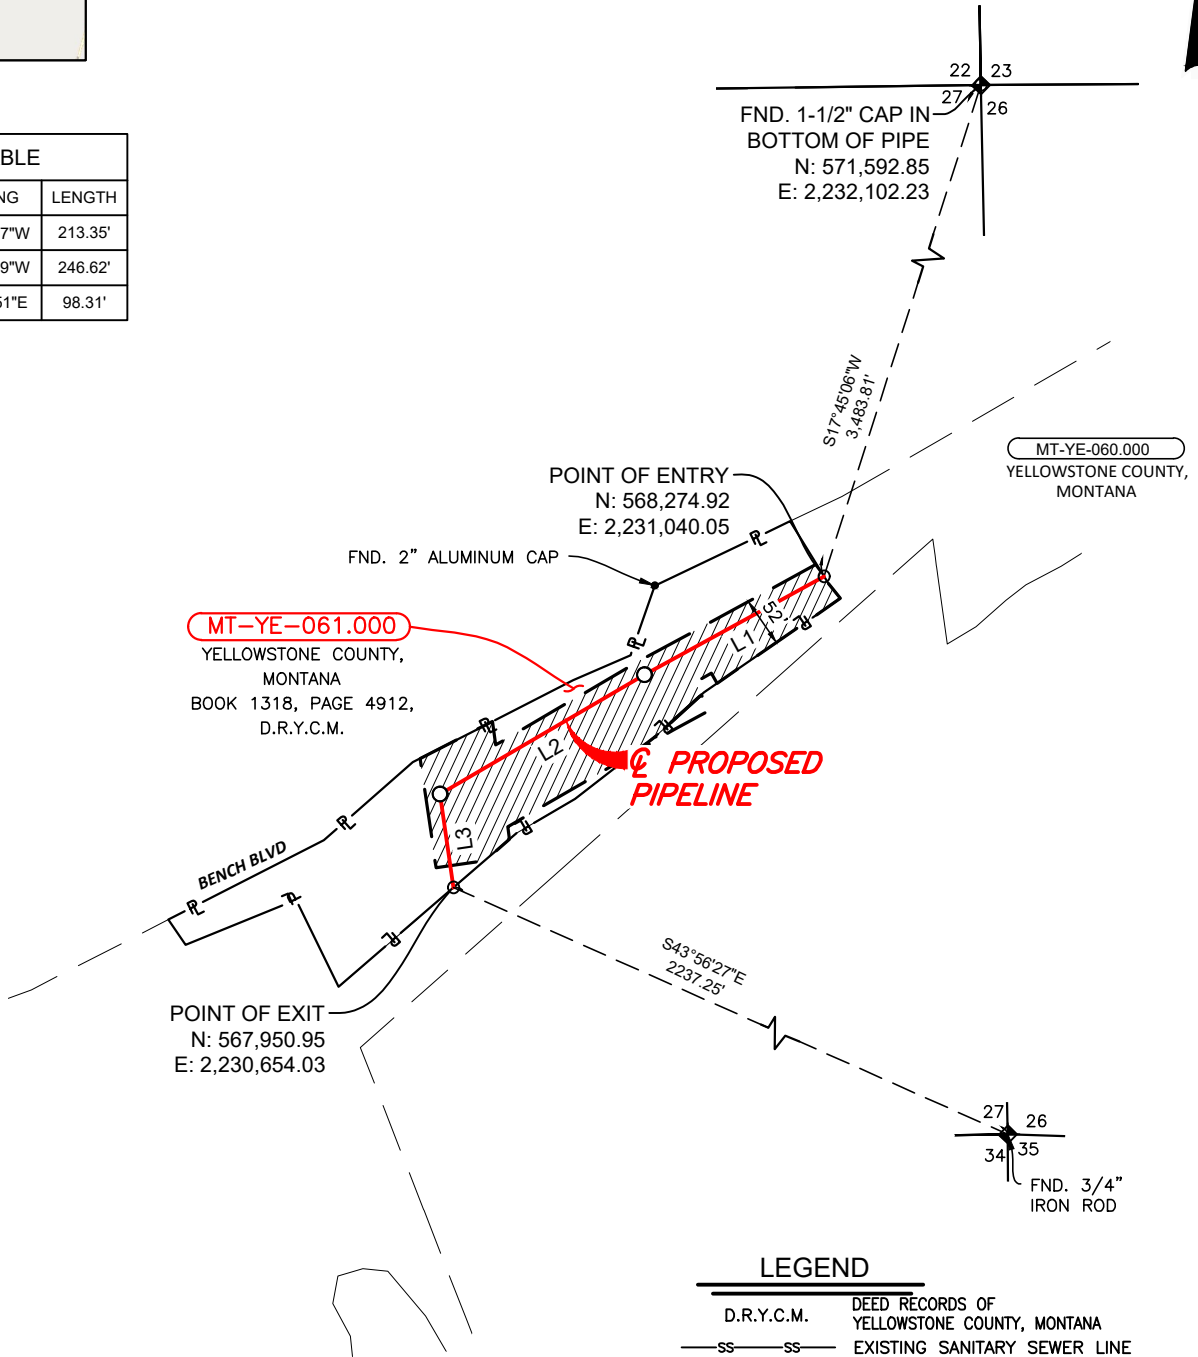 BLE
NG LENGTH
7"W 213.35'
9"W 246.62'
51"E 98.31'
22 23
27 26
FND. 1-1/2" CAP IN
BOTTOM OF PIPE
N: 571,592.85
E: 2,232,102.23
S17°45'06"W
3,483.81'
MT-YE-060.000
YELLOWSTONE COUNTY,
MONTANA
POINT OF ENTRY
N: 568,274.92
E: 2,231,040.05
FND. 2" ALUMINUM CAP
MT-YE-061.000
YELLOWSTONE COUNTY,
MONTANA
BOOK 1318, PAGE 4912,
D.R.Y.C.M.
52'
L1
L2
L3
℄ PROPOSED
PIPELINE
BENCH BLVD
S43°56'27"E
2237.25'
POINT OF EXIT
N: 567,950.95
E: 2,230,654.03
27 26
34 35
FND. 3/4"
IRON ROD
LEGEND
D.R.Y.C.M. DEED RECORDS OF
YELLOWSTONE COUNTY, MONTANA
SS SS EXISTING SANITARY SEWER LINE